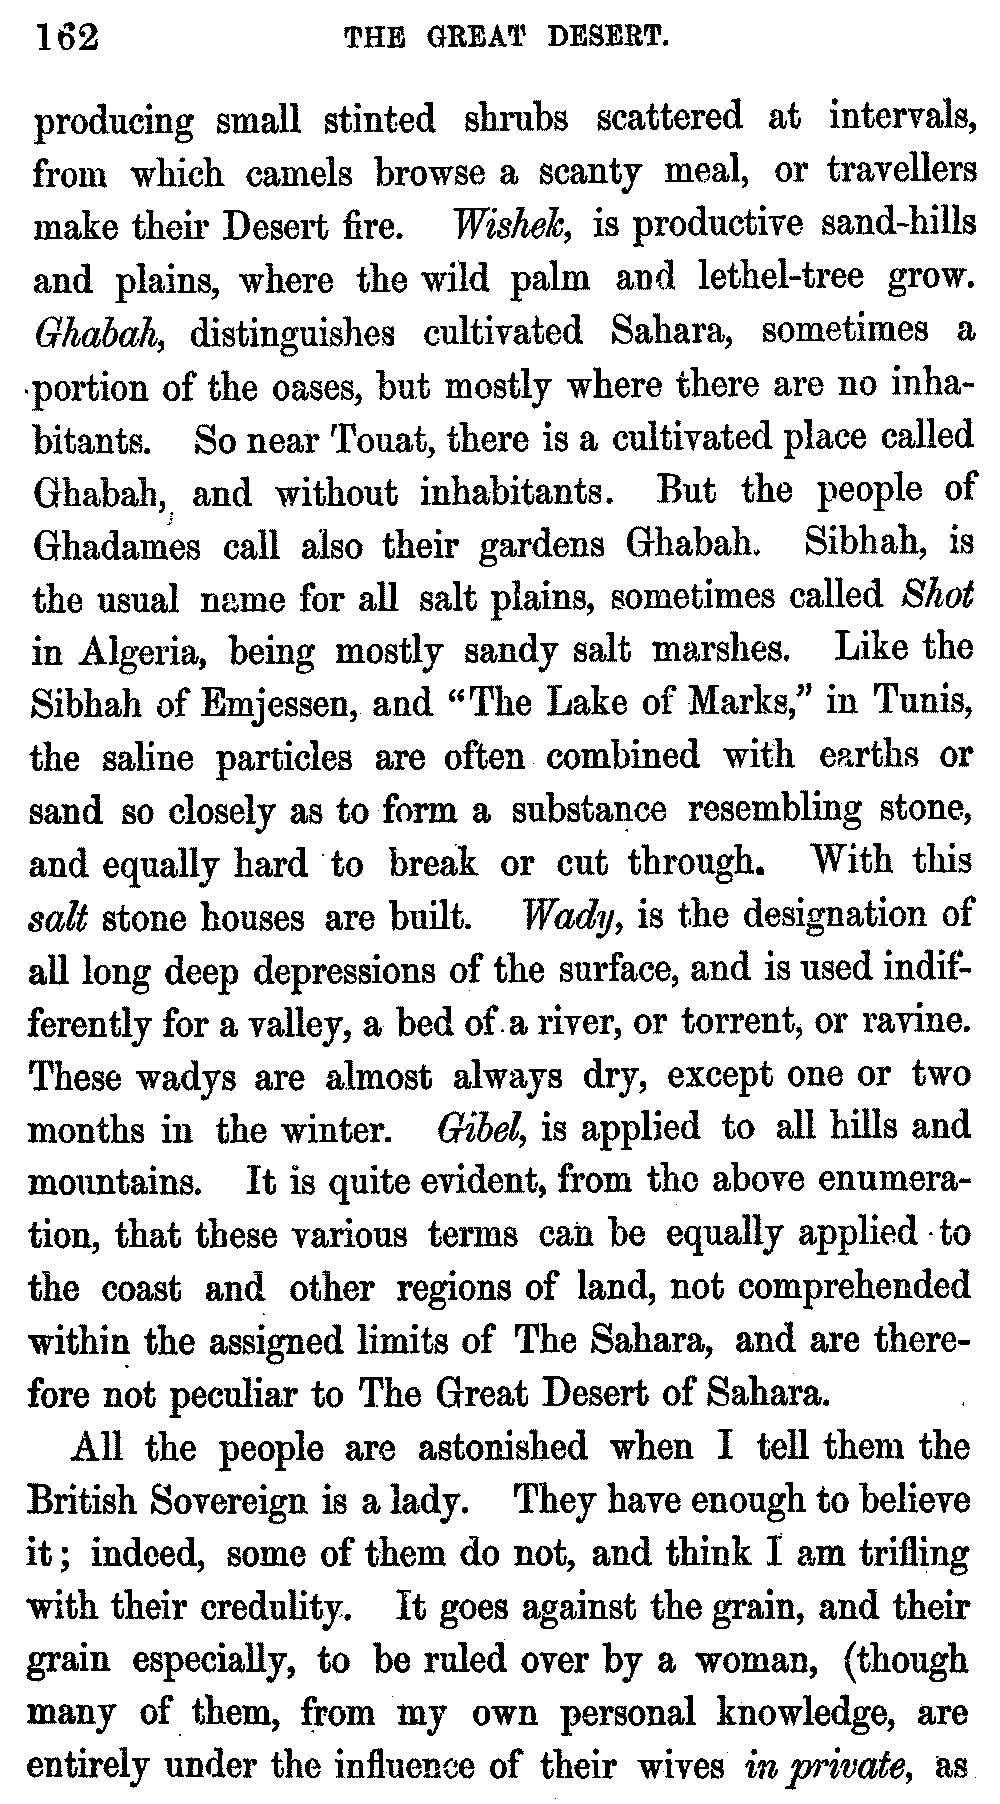 162 THE GREAT DESERT.
producing small stinted shrubs scattered at intervals,
from which camels browse a scanty meal, or travellers
make their Desert fire. Wishek, is productive sand-hills
and plains, where the wild palm and lethel-tree grow.
Ghabah, distinguishes cultivated Sahara, sometimes a
portion of the oases, but mostly where there are no inha-
bitants. So near Touat, there is a cultivated place called
Ghabah, and without inhabitants. But the people of
Ghadames call also their gardens Ghabah. Sibhah, is
the usual name for all salt plains, sometimes called Shot
in Algeria, being mostly sandy salt marshes. Like the
Sibhah of Emjessen, and “The Lake of Marks,” in Tunis,
the saline particles are often combined with earths or
sand so closely as to form a substance resembling stone,
and equally hard to break or cut through. With this
salt stone houses are built. Wady, is the designation of
all long deep depressions of the surface, and is used indif-
ferently for a valley, a bed of a river, or torrent, or ravine.
These wadys are almost always dry, except one or two
months in the winter. Gibel, is applied to all hills and
mountains. It is quite evident, from the above enumera-
tion, that these various terms can be equally applied to
the coast and other regions of land, not comprehended
within the assigned limits of The Sahara, and are there-
fore not peculiar to The Great Desert of Sahara.
All the people are astonished when I tell them the
British Sovereign is a lady. They have enough to believe
it; indeed, some of them do not, and think I am trifling
with their credulity. It goes against the grain, and their
grain especially, to be ruled over by a woman, (though
many of them, from my own personal knowledge, are
entirely under the influence of their wives in private, as